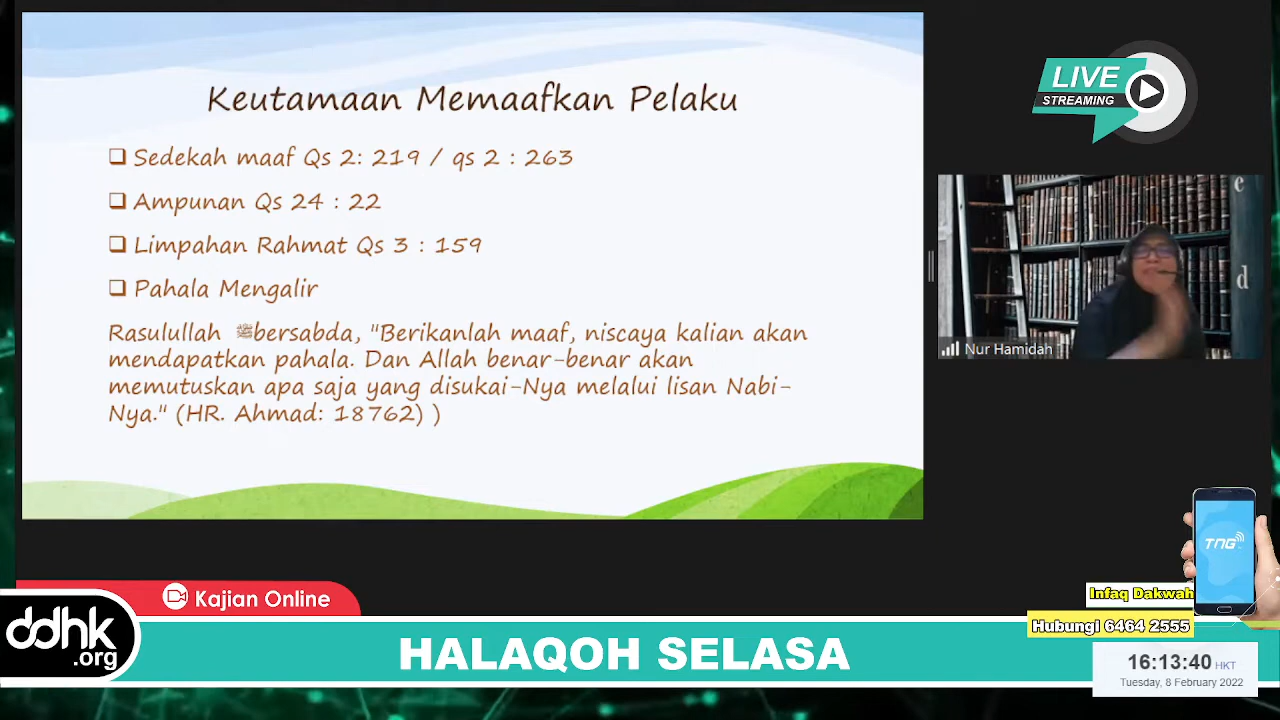 Keutamaan Memaafkan Pelaku
❑ Sedekah maaf Qs 2: 219 / qs 2 : 263
❑ Ampunan Qs 24 : 22
❑ Limpahan Rahmat Qs 3 : 159
❑ Pahala Mengalir
Rasulullah ﷺbersabda, "Berikanlah maaf, niscaya kalian akan
mendapatkan pahala. Dan Allah benar-benar akan
memutuskan apa saja yang disukai-Nya melalui lisan Nabi-
Nya." (HR. Ahmad: 18762) )
LIVE
STREAMING
e
d
Nur Hamidah
TNG
Kajian Online
ddhk
.org
HALAQOH SELASA
Infaq Dakwah
Hubungi 6464 2555
16:13:40 HKT
Tuesday, 8 February 2022